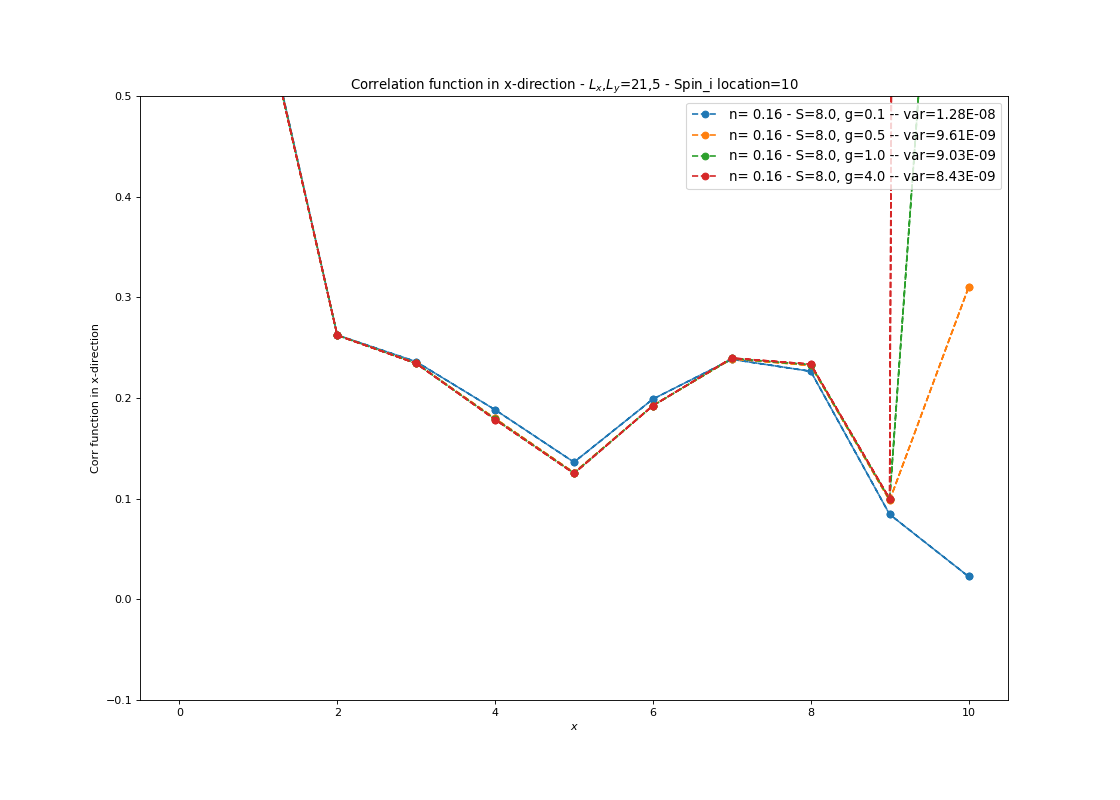 Correlation function in x-direction - Lₓ,Lᵧ=21,5 - Spin_i location=10
n= 0.16 - S=8.0, g=0.1 -- var=1.28E-08
n= 0.16 - S=8.0, g=0.5 -- var=9.61E-09
n= 0.16 - S=8.0, g=1.0 -- var=9.03E-09
n= 0.16 - S=8.0, g=4.0 -- var=8.43E-09
Corr function in x-direction
0.5
0.4
0.3
0.2
0.1
0.0
−0.1
0 2 4 6 8 10
x